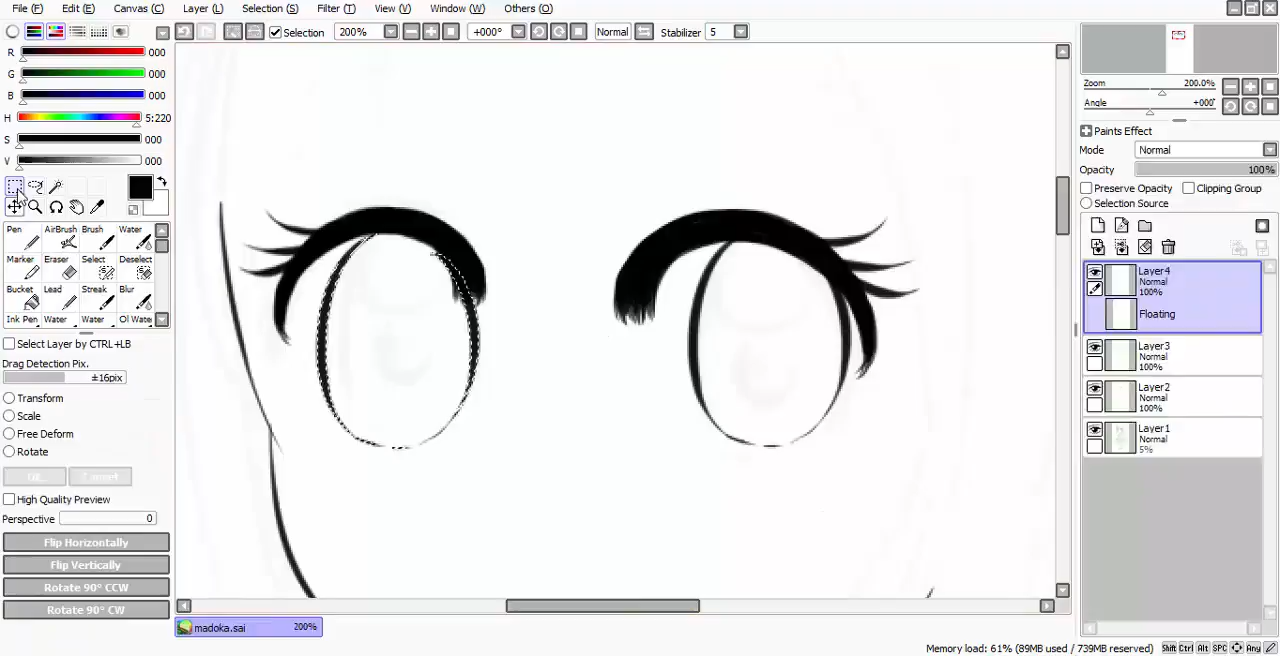 File (F) Edit (E) Canvas (C) Layer (L) Selection (S) Filter (T) View (V) Window (W) Others (O)
Selection 200% +000° Normal Stabilizer 5
R 000
G 000
B 000
H 5:220
S 000
V 000
Pen AirBrush Brush Water
Marker Eraser Select Deselect
Bucket Lead Streak Blur
Ink Pen Water Water Ol Wate
Select Layer by CTRL+LB
Drag Detection Pix.
±16pix
Transform
Scale
Free Deform
Rotate
High Quality Preview
Perspective 0
Flip Horizontally
Flip Vertically
Rotate 90° CCW
Rotate 90° CW
madoka.sai 200%
Zoom 200.0%
Angle +000°
Paints Effect
Mode Normal
Opacity 100%
Preserve Opacity Clipping Group
Selection Source
Layer4
Normal
100%
Floating
Layer3
Normal
100%
Layer2
Normal
100%
Layer1
Normal
5%
Memory load: 61% (89MB used / 739MB reserved) Shift Ctrl Alt SPC Any